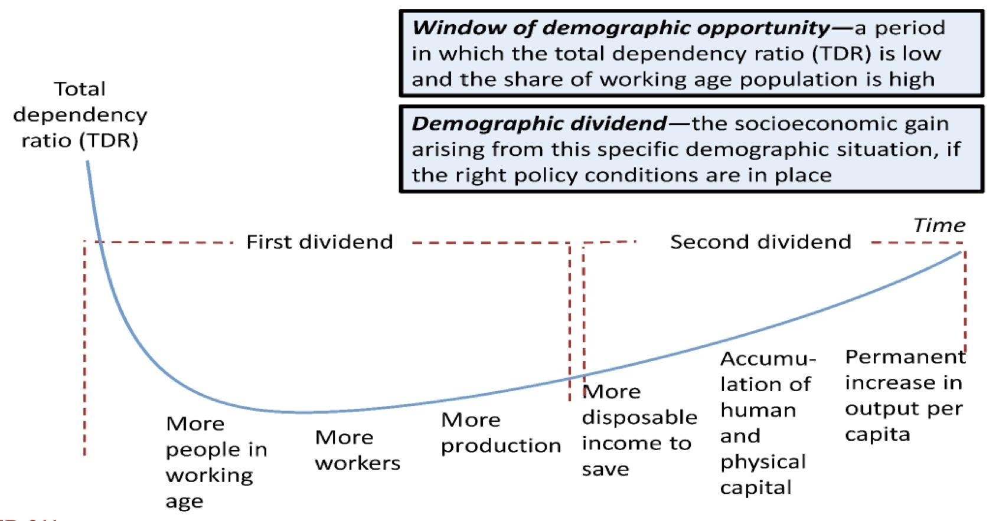 Window of demographic opportunity—a period
in which the total dependency ratio (TDR) is low
and the share of working age population is high
Demographic dividend—the socioeconomic gain
arising from this specific demographic situation, if
the right policy conditions are in place
Total
dependency
ratio (TDR)
Time
First dividend
Second dividend
More
people in
working
age
More
workers
More
production
More
disposable
income to
save
Accumu-
lation of
human
and
physical
capital
Permanent
increase in
output per
capita